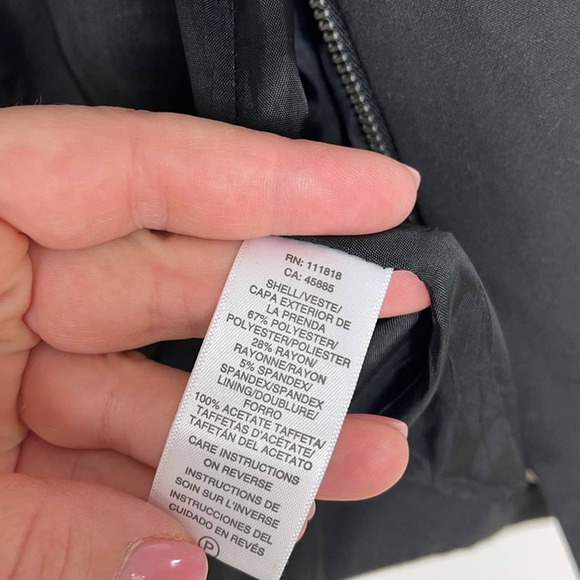 RN: 111818
CA: 45885
SHELL/VESTE/
CAPA EXTERIOR DE
LA PRENDA
67% POLYESTER/
POLYESTER/POLIESTER
28% RAYON/
RAYONNE/RAYON
5% SPANDEX/
SPANDEX/SPANDEX
LINING/DOUBLURE/
FORRO
100% ACETATE TAFFETA/
TAFFETAS D'ACÉTATE/
TAFETÁN DEL ACETATO
CARE INSTRUCTIONS
ON REVERSE
INSTRUCTIONS DE
SOIN SUR L'INVERSE
INSTRUCCIONES DEL
CUIDADO EN REVÉS
P